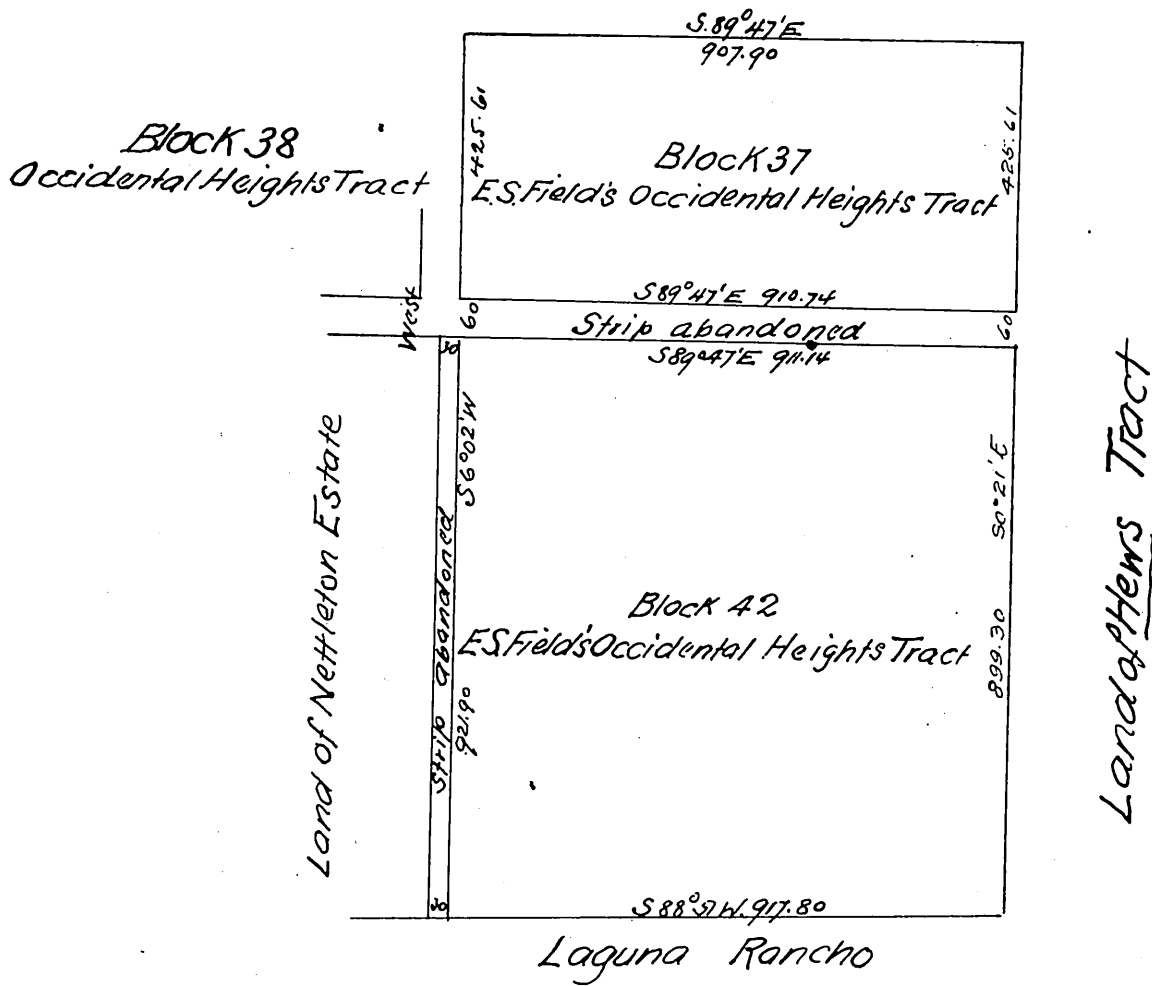 S.89°47'E
907.90
425.61
425.61
Block 38
Occidental Heights Tract
Block 37
E.S.Field's Occidental Heights Tract
S89°47'E 910.74
West
60
Strip abandoned
60
S89°47'E 911.14
30
S6°02'W
921.90
Strip abandoned
Land of Nettleton Estate
S0°21'E
899.30
Land of Hews Tract
Block 42
E.S.Field's Occidental Heights Tract
30
S88°51'W. 917.80
Laguna Rancho